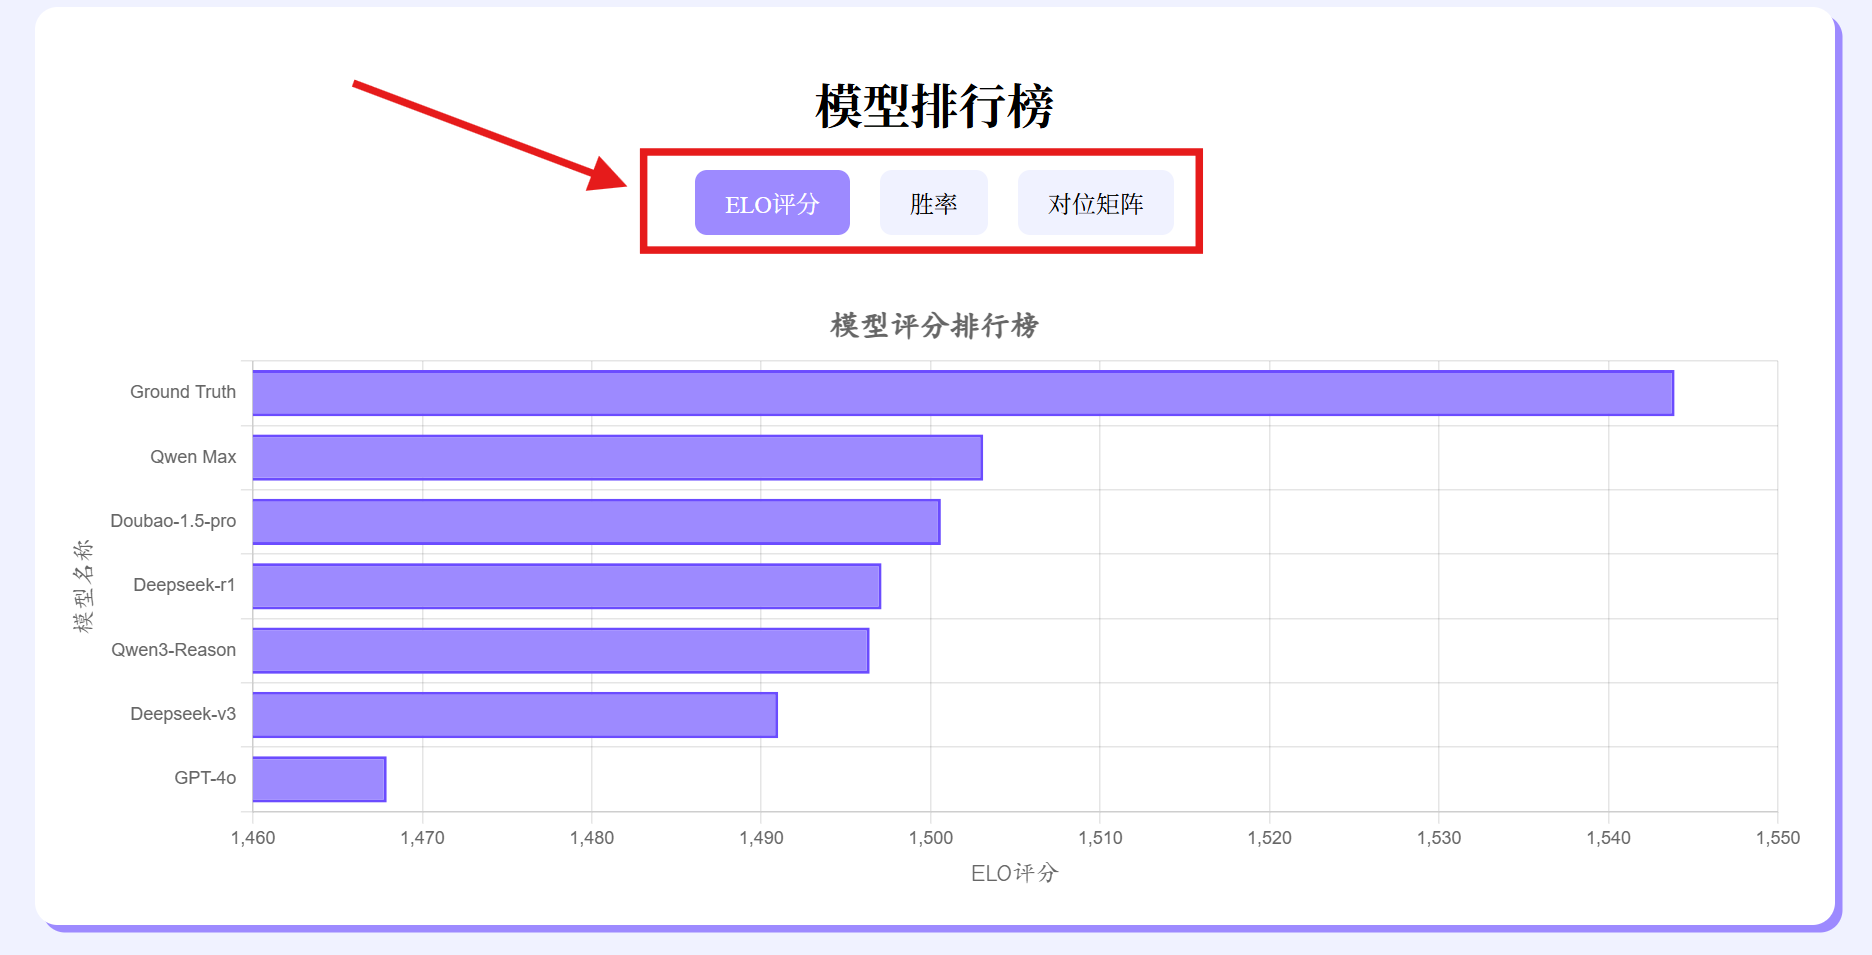 模型排行榜
ELO评分 胜率 对位矩阵
模型评分排行榜
模型名称
Ground Truth
Qwen Max
Doubao-1.5-pro
Deepseek-r1
Qwen3-Reason
Deepseek-v3
GPT-4o
1,460 1,470 1,480 1,490 1,500 1,510 1,520 1,530 1,540 1,550
ELO评分